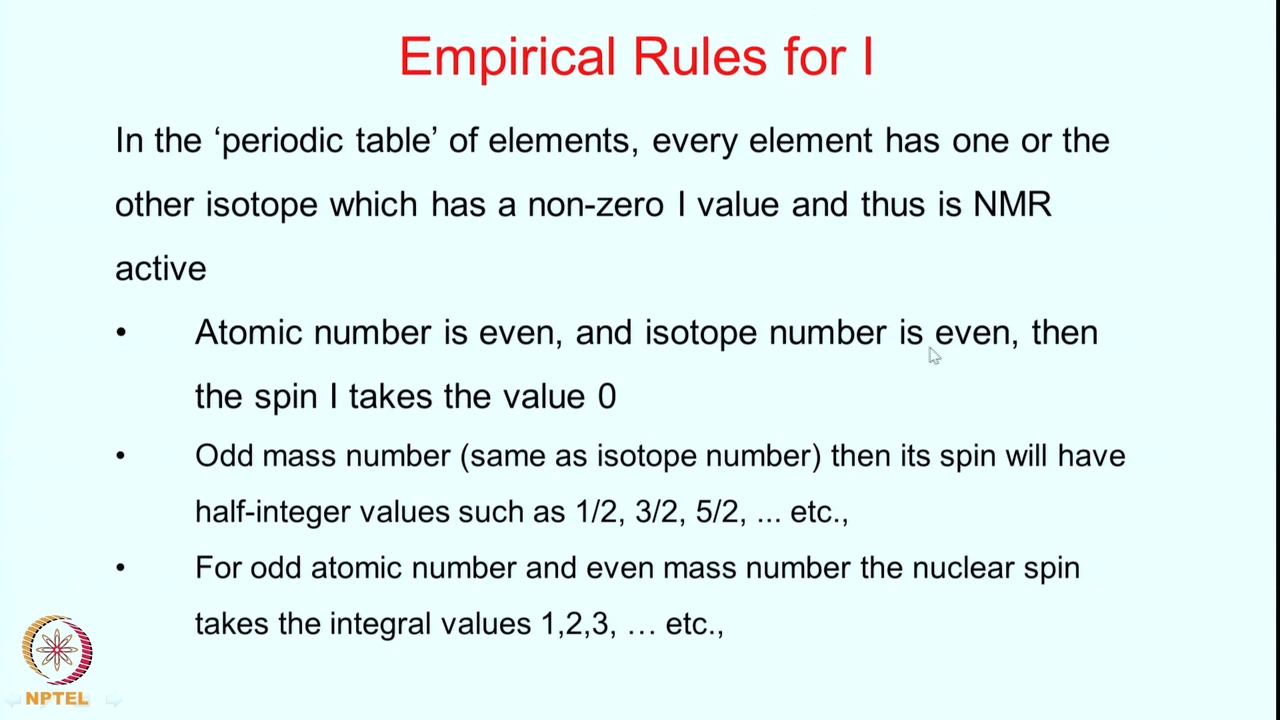 Empirical Rules for I
In the ‘periodic table’ of elements, every element has one or the
other isotope which has a non-zero I value and thus is NMR
active
• Atomic number is even, and isotope number is even, then
the spin I takes the value 0
• Odd mass number (same as isotope number) then its spin will have
half-integer values such as 1/2, 3/2, 5/2, ... etc.,
• For odd atomic number and even mass number the nuclear spin
takes the integral values 1,2,3, … etc.,
NPTEL